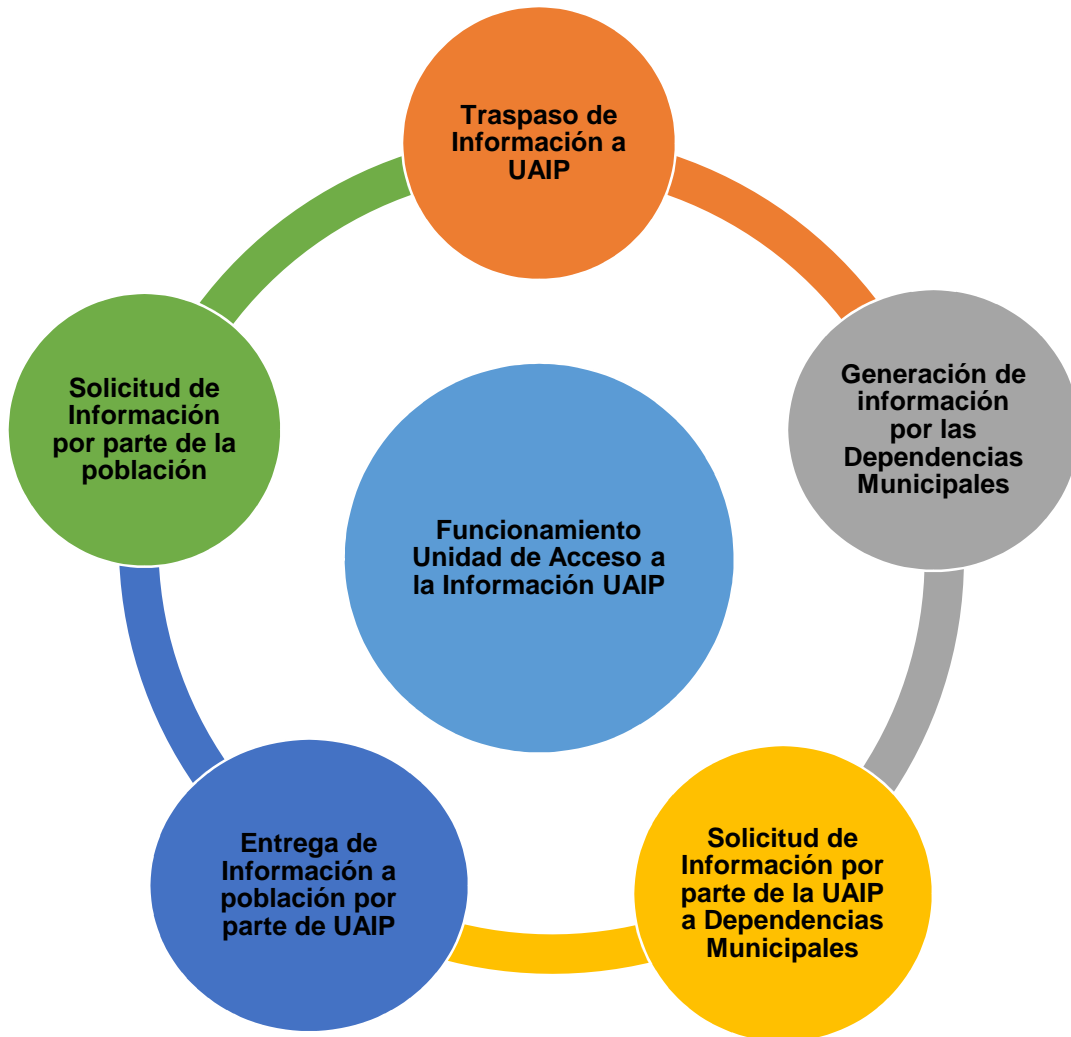 Traspaso de
Información a
UAIP
Generación de
información
por las
Dependencias
Municipales
Solicitud de
Información por
parte de la UAIP
a Dependencias
Municipales
Entrega de
Información a
población por
parte de UAIP
Solicitud de
Información
por parte de la
población
Funcionamiento
Unidad de Acceso a
la Información UAIP